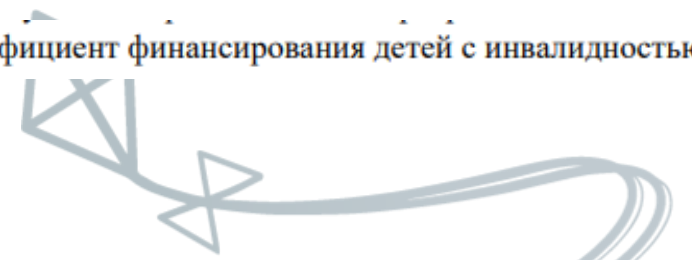 фициент финансирования детей с инвалидностью